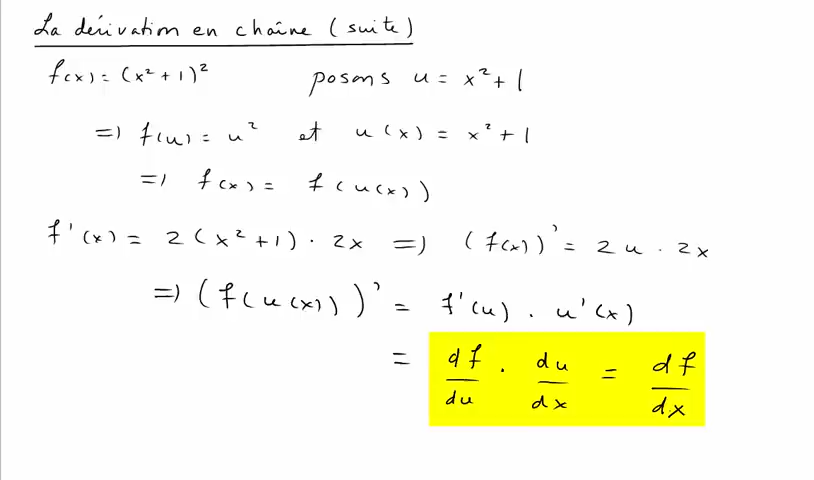 La dérivation en chaîne (suite)
f(x) = (x² + 1)² posons u = x² + 1
=> f(u) = u² et u(x) = x² + 1
=> f(x) = f(u(x))
f'(x) = 2(x² + 1) · 2x => (f(x))' = 2u · 2x
=> (f(u(x)))' = f'(u) · u'(x)
= df/du · du/dx = df/dx